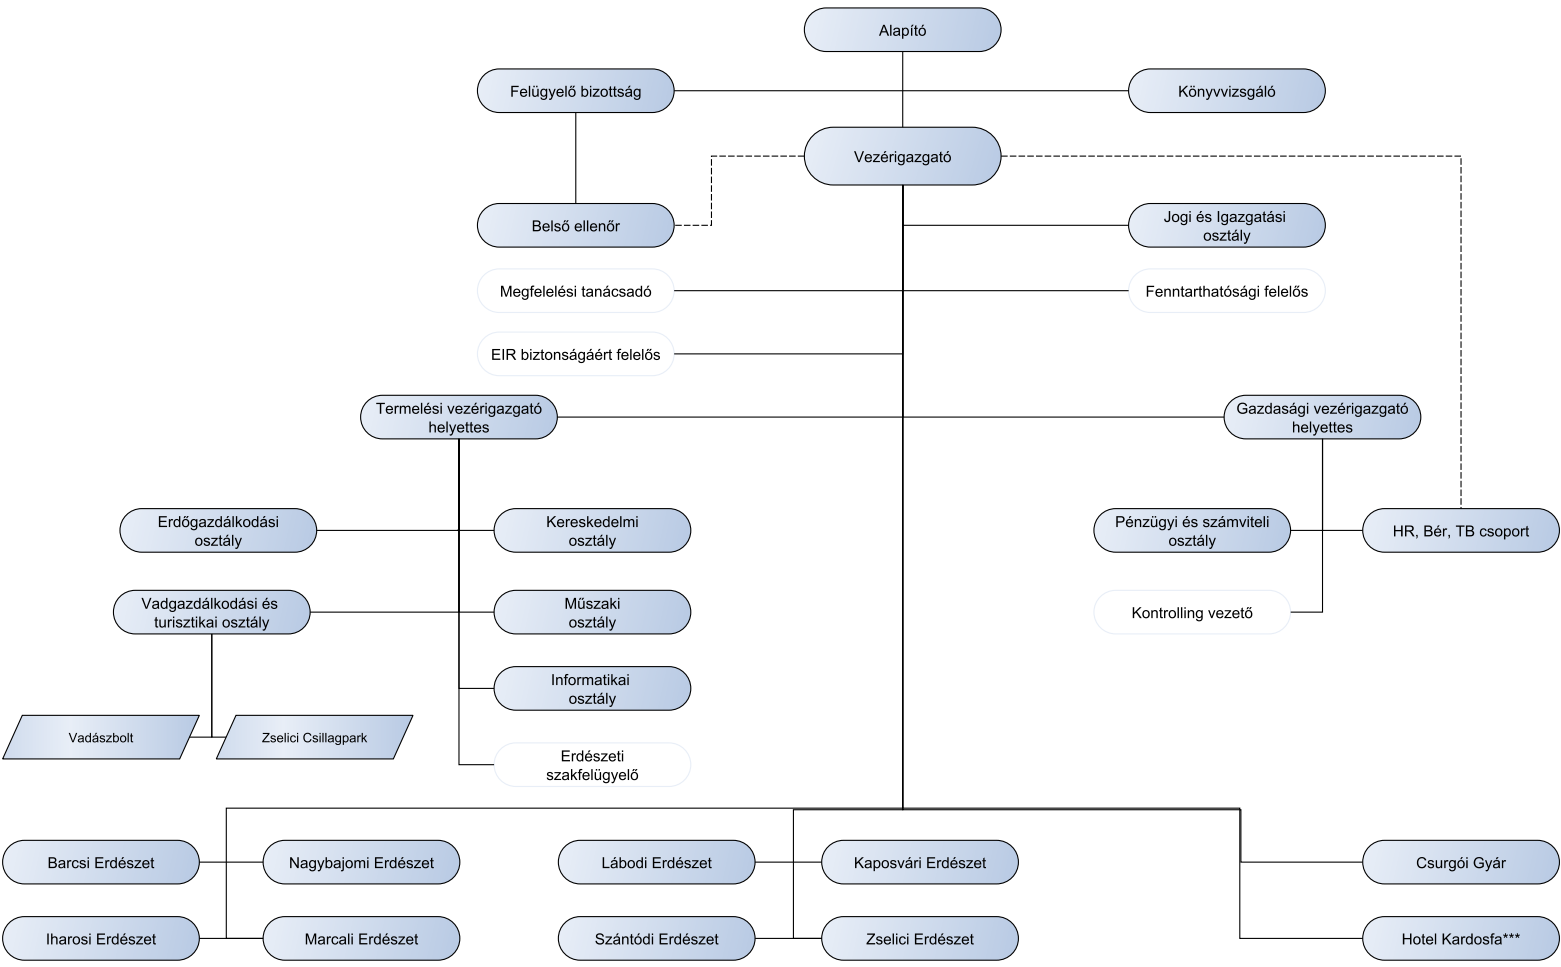 Alapító
Felügyelő bizottság
Könyvvizsgáló
Vezérigazgató
Belső ellenőr
Jogi és Igazgatási
osztály
Megfelelési tanácsadó
Fenntarthatósági felelős
EIR biztonságáért felelős
Termelési vezérigazgató
helyettes
Gazdasági vezérigazgató
helyettes
Erdőgazdálkodási
osztály
Kereskedelmi
osztály
Pénzügyi és számviteli
osztály
HR, Bér, TB csoport
Vadgazdálkodási és
turisztikai osztály
Műszaki
osztály
Kontrolling vezető
Informatikai
osztály
Vadászbolt
Zselici Csillagpark
Erdészeti
szakfelügyelő
Barcsi Erdészet
Nagybajomi Erdészet
Lábodi Erdészet
Kaposvári Erdészet
Csurgói Gyár
Iharosi Erdészet
Marcali Erdészet
Szántódi Erdészet
Zselici Erdészet
Hotel Kardosfa***